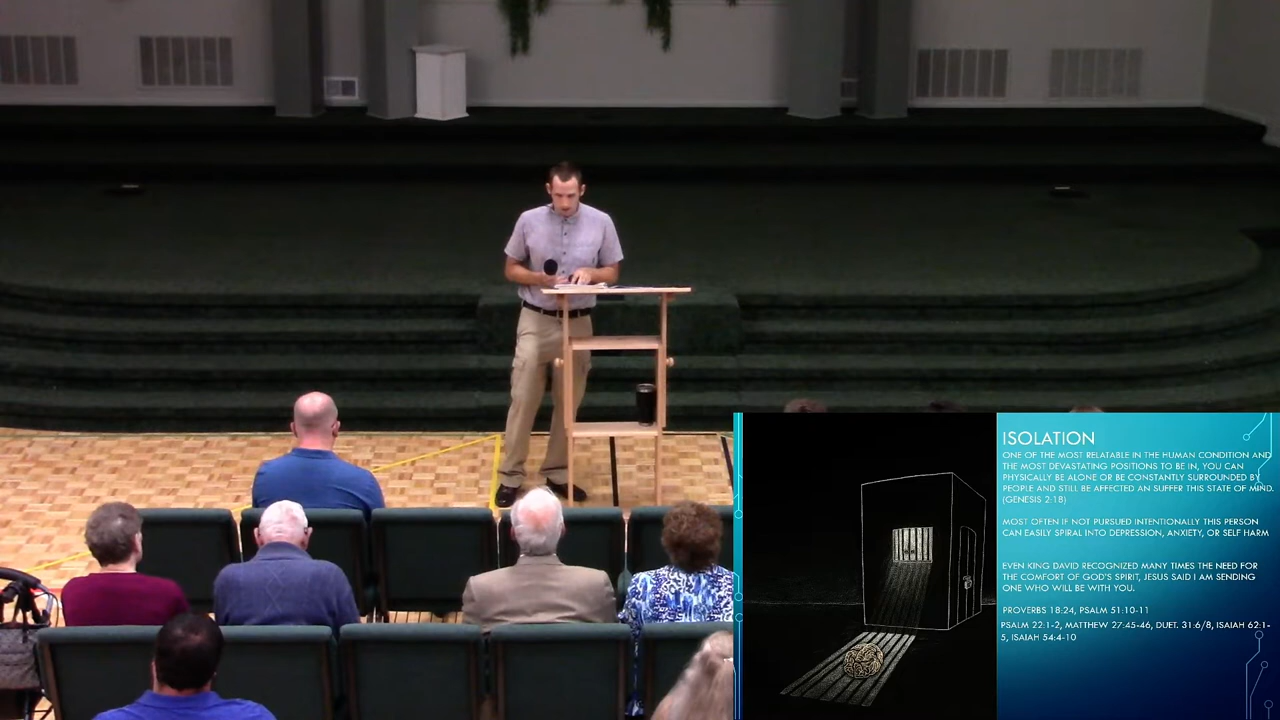 ISOLATION
ONE OF THE MOST RELATABLE IN THE HUMAN CONDITION AND
THE MOST DEVASTATING POSITIONS TO BE IN, YOU CAN
PHYSICALLY BE ALONE OR BE CONSTANTLY SURROUNDED BY
PEOPLE AND STILL BE AFFECTED AN SUFFER THIS STATE OF MIND.
(GENESIS 2:18)
MOST OFTEN IF NOT PURSUED INTENTIONALLY THIS PERSON
CAN EASILY SPIRAL INTO DEPRESSION, ANXIETY, OR SELF HARM
EVEN KING DAVID RECOGNIZED MANY TIMES THE NEED FOR
THE COMFORT OF GOD'S SPIRIT, JESUS SAID I AM SENDING
ONE WHO WILL BE WITH YOU.
PROVERBS 18:24, PSALM 51:10-11
PSALM 22:1-2, MATTHEW 27:45-46, DUET. 31:6/8, ISAIAH 62:1-
5, ISAIAH 54:4-10